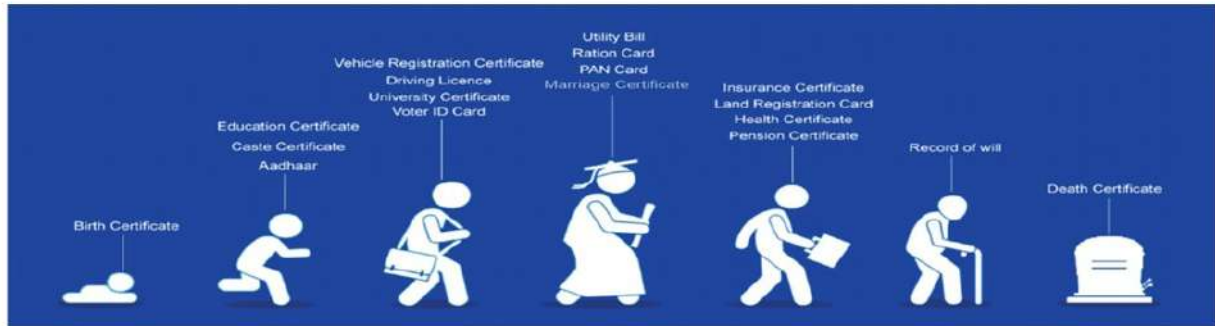 Birth Certificate
Education Certificate
Caste Certificate
Aadhaar
Vehicle Registration Certificate
Driving Licence
University Certificate
Voter ID Card
Utility Bill
Ration Card
PAN Card
Marriage Certificate
Insurance Certificate
Land Registration Card
Health Certificate
Pension Certificate
Record of will
Death Certificate